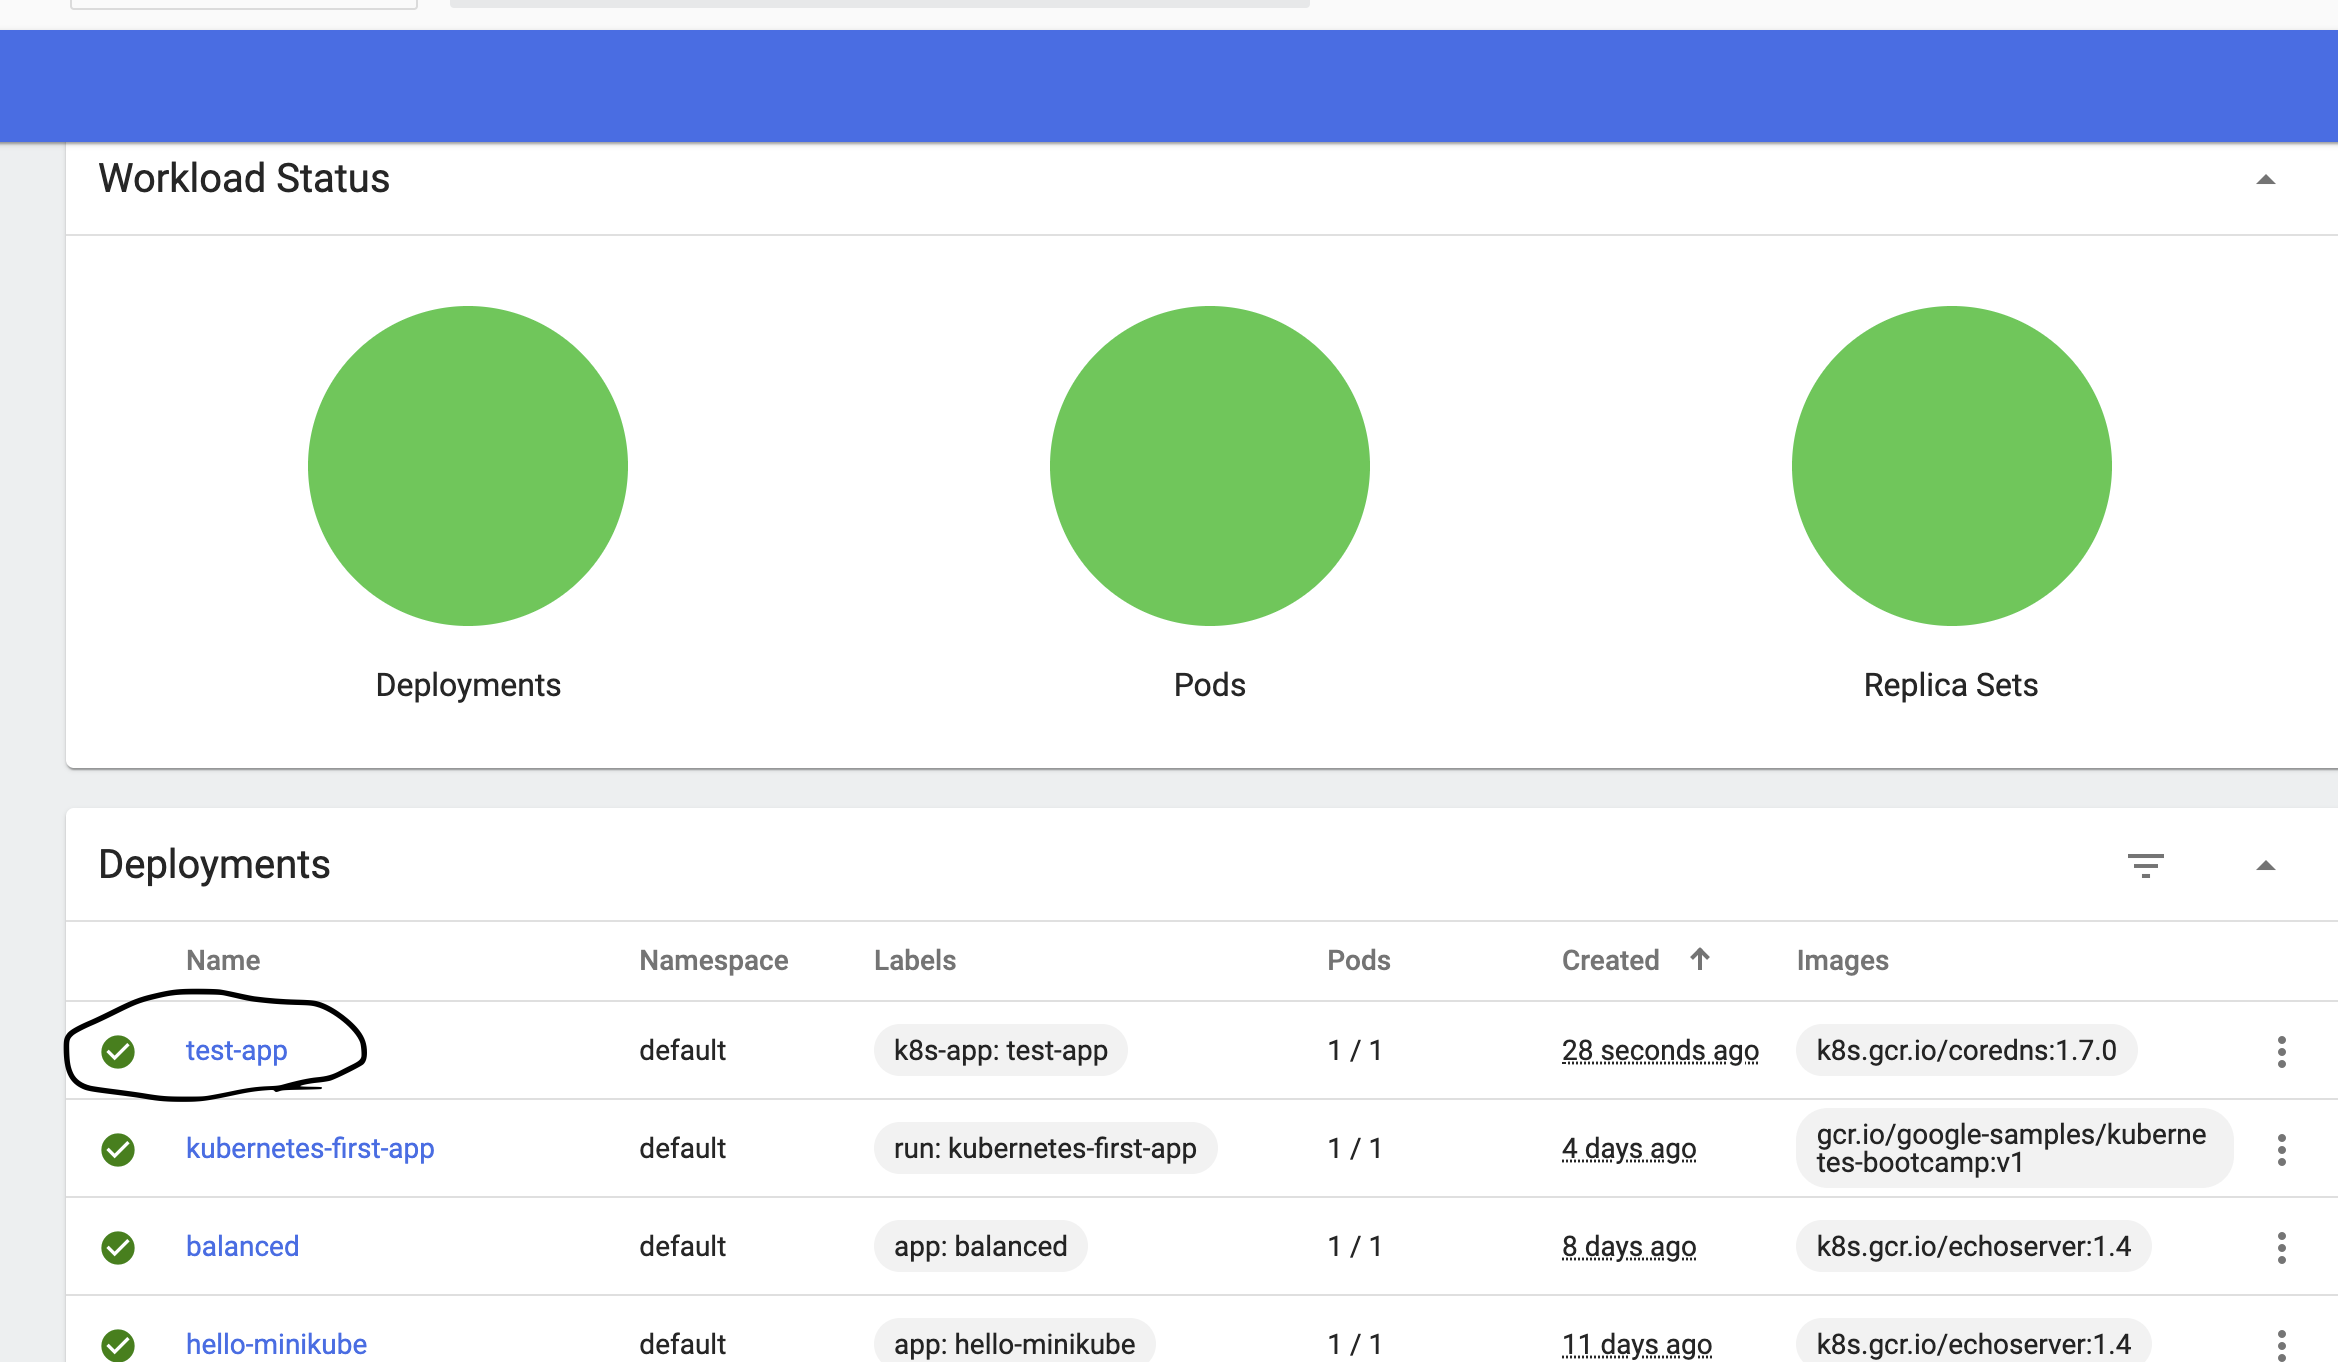 Workload Status
Deployments
Pods
Replica Sets
Deployments
Name Namespace Labels Pods Created Images
test-app default k8s-app: test-app 1 / 1 28 seconds ago k8s.gcr.io/coredns:1.7.0
kubernetes-first-app default run: kubernetes-first-app 1 / 1 4 days ago gcr.io/google-samples/kuberne
tes-bootcamp:v1
balanced default app: balanced 1 / 1 8 days ago k8s.gcr.io/echoserver:1.4
hello-minikube default app: hello-minikube 1 / 1 11 days ago k8s.gcr.io/echoserver:1.4